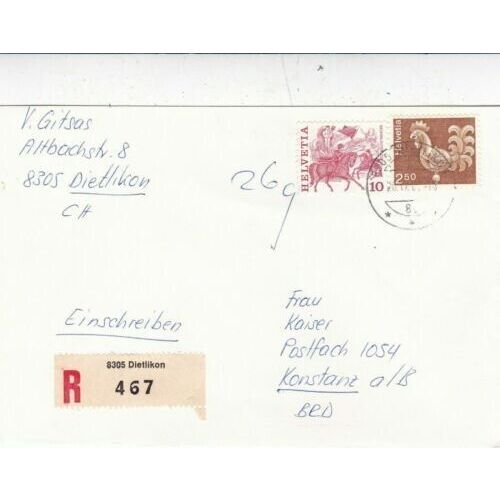 V. Gitsas
Altbachstr. 8
8305 Dietlikon
CH
26g
HELVETIA
10
Helvetia
2.50
8
Einschreiben
8305 Dietlikon
R 467
Frau
Kaiser
Postfach 1054
Konstanz a/B
BRD